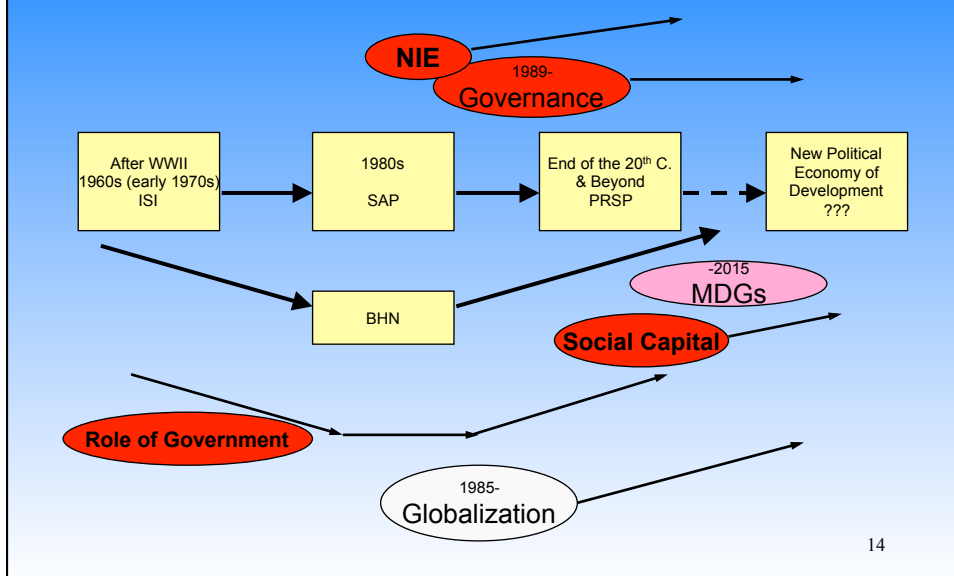 NIE
1989-
Governance
After WWII
1960s (early 1970s)
ISI
1980s
SAP
End of the 20th C.
& Beyond
PRSP
New Political
Economy of
Development
???
-2015
MDGs
BHN
Social Capital
Role of Government
1985-
Globalization
14